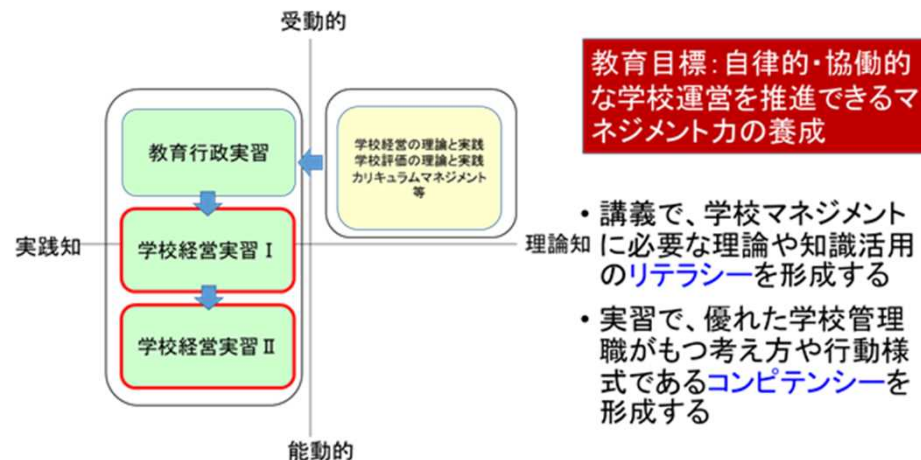 受動的
教育行政実習
学校経営の理論と実践
学校評価の理論と実践
カリキュラムマネジメント
等
実践知
学校経営実習Ⅰ
理論知
学校経営実習Ⅱ
能動的
教育目標:自律的・協働的
な学校運営を推進できるマ
ネジメント力の養成
・講義で、学校マネジメント
に必要な理論や知識活用
のリテラシーを形成する
・実習で、優れた学校管理
職がもつ考え方や行動様
式であるコンピテンシーを
形成する